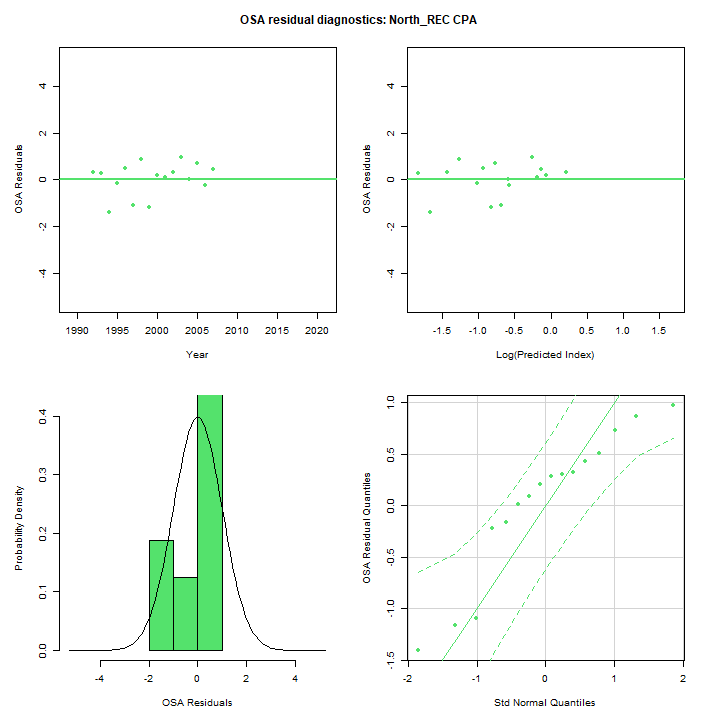 OSA residual diagnostics: North_REC CPA
OSA Residuals
4
2
0
-2
-4
1990 1995 2000 2005 2010 2015 2020
Year
OSA Residuals
4
2
0
-2
-4
-1.5 -1.0 -0.5 0.0 0.5 1.0 1.5
Log(Predicted Index)
Probability Density
0.4
0.3
0.2
0.1
0.0
-4 -2 0 2 4
OSA Residuals
OSA Residual Quantiles
1.0
0.5
0.0
-0.5
-1.0
-1.5
-2 -1 0 1 2
Std Normal Quantiles